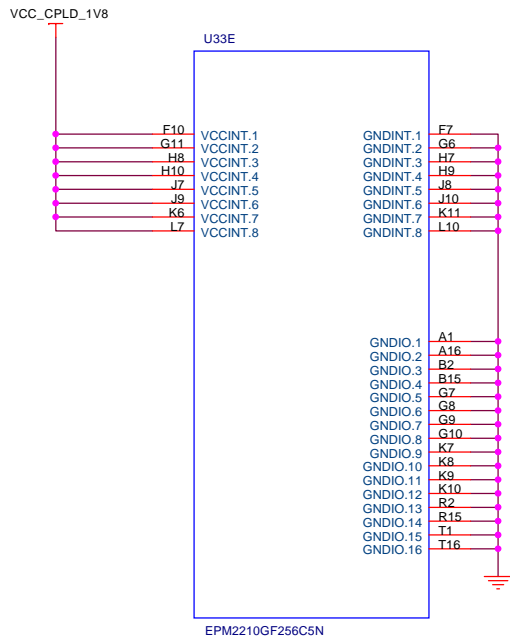 VCC_CPLD_1V8
U33E
F10 VCCINT.1 GNDINT.1 F7
G11 VCCINT.2 GNDINT.2 G6
H8 VCCINT.3 GNDINT.3 H7
H10 VCCINT.4 GNDINT.4 H9
J7 VCCINT.5 GNDINT.5 J8
J9 VCCINT.6 GNDINT.6 J10
K6 VCCINT.7 GNDINT.7 K11
L7 VCCINT.8 GNDINT.8 L10
GNDIO.1 A1
GNDIO.2 A16
GNDIO.3 B2
GNDIO.4 B15
GNDIO.5 G7
GNDIO.6 G8
GNDIO.7 G9
GNDIO.8 G10
GNDIO.9 K7
GNDIO.10 K8
GNDIO.11 K9
GNDIO.12 K10
GNDIO.13 R2
GNDIO.14 R15
GNDIO.15 T1
GNDIO.16 T16
EPM2210GF256C5N